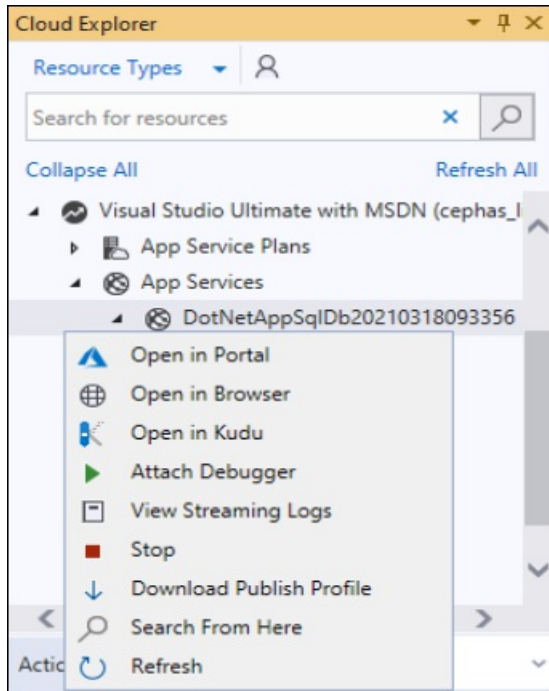 Cloud Explorer
Resource Types
Search for resources
Collapse All Refresh All
Visual Studio Ultimate with MSDN (cephas_l
App Service Plans
App Services
DotNetAppSqlDb20210318093356
Open in Portal
Open in Browser
Open in Kudu
Attach Debugger
View Streaming Logs
Stop
Download Publish Profile
Search From Here
Actic Refresh